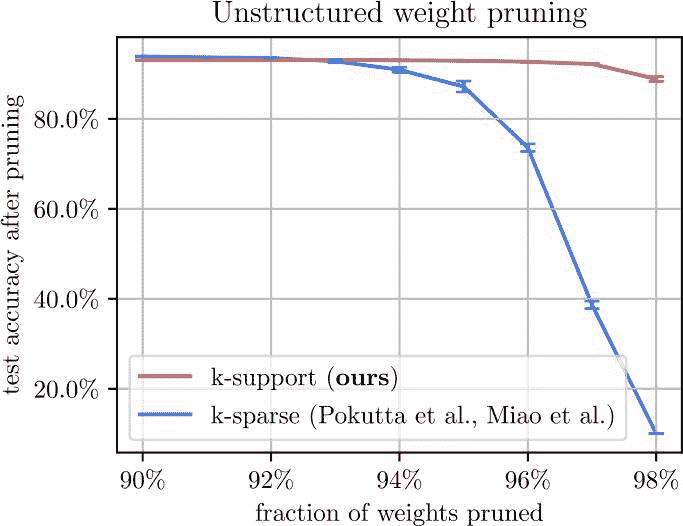 Unstructured weight pruning
test accuracy after pruning
80.0%
60.0%
40.0%
20.0%
k-support (ours)
k-sparse (Pokutta et al., Miao et al.)
90%
92%
94%
96%
98%
fraction of weights pruned